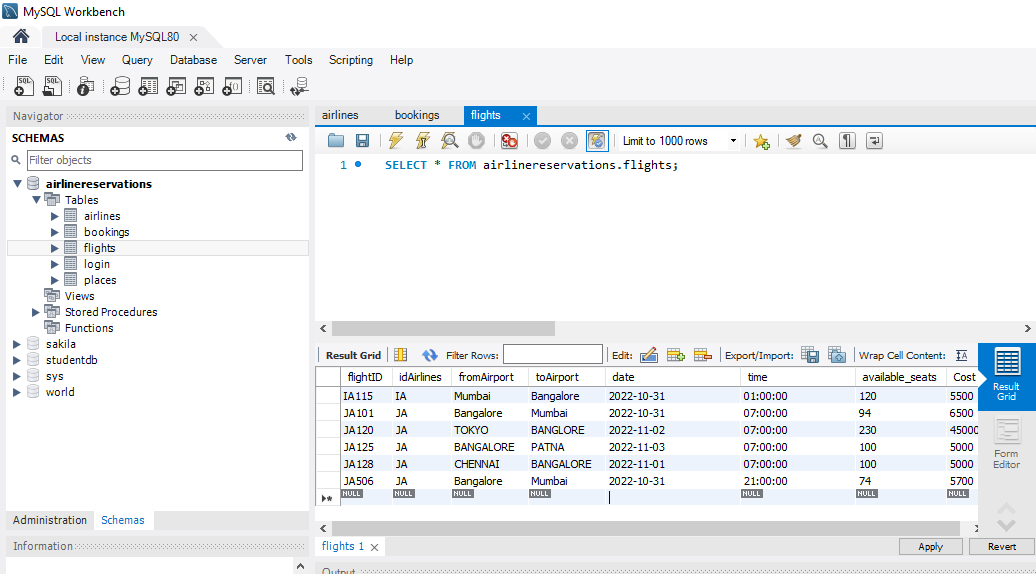 MySQL Workbench
Local instance MySQL80
File Edit View Query Database Server Tools Scripting Help
Navigator
SCHEMAS
Filter objects
airlinereservations
Tables
airlines
bookings
flights
login
places
Views
Stored Procedures
Functions
sakila
studentdb
sys
world
Administration Schemas
Information
airlines bookings flights
Limit to 1000 rows
1 SELECT * FROM airlinereservations.flights;
Result Grid Filter Rows: Edit: Export/Import: Wrap Cell Content:
flightID idAirlines fromAirport toAirport date time available_seats Cost
IA115 IA Mumbai Bangalore 2022-10-31 01:00:00 120 5500
JA101 JA Bangalore Mumbai 2022-10-31 07:00:00 94 6500
JA120 JA TOKYO BANGLORE 2022-11-02 07:00:00 230 45000
JA125 JA BANGALORE PATNA 2022-11-03 07:00:00 100 5000
JA128 JA CHENNAI BANGALORE 2022-11-01 07:00:00 100 5000
JA506 JA Bangalore Mumbai 2022-10-31 21:00:00 74 5700
NULL NULL NULL NULL NULL NULL NULL
Result
Grid
Form
Editor
flights 1
Apply Revert
Output